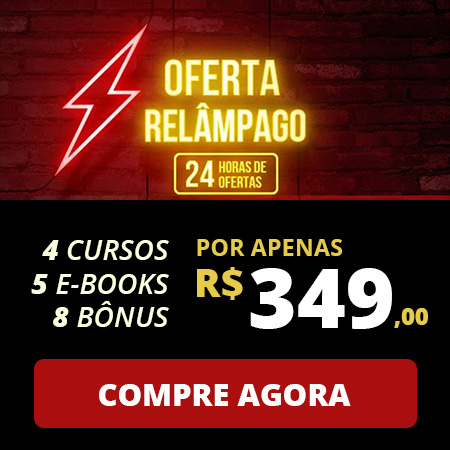 OFERTA
RELÂMPAGO
24 HORAS DE
OFERTAS
4 CURSOS
5 E-BOOKS
8 BÔNUS
POR APENAS
R$ 349,00
COMPRE AGORA